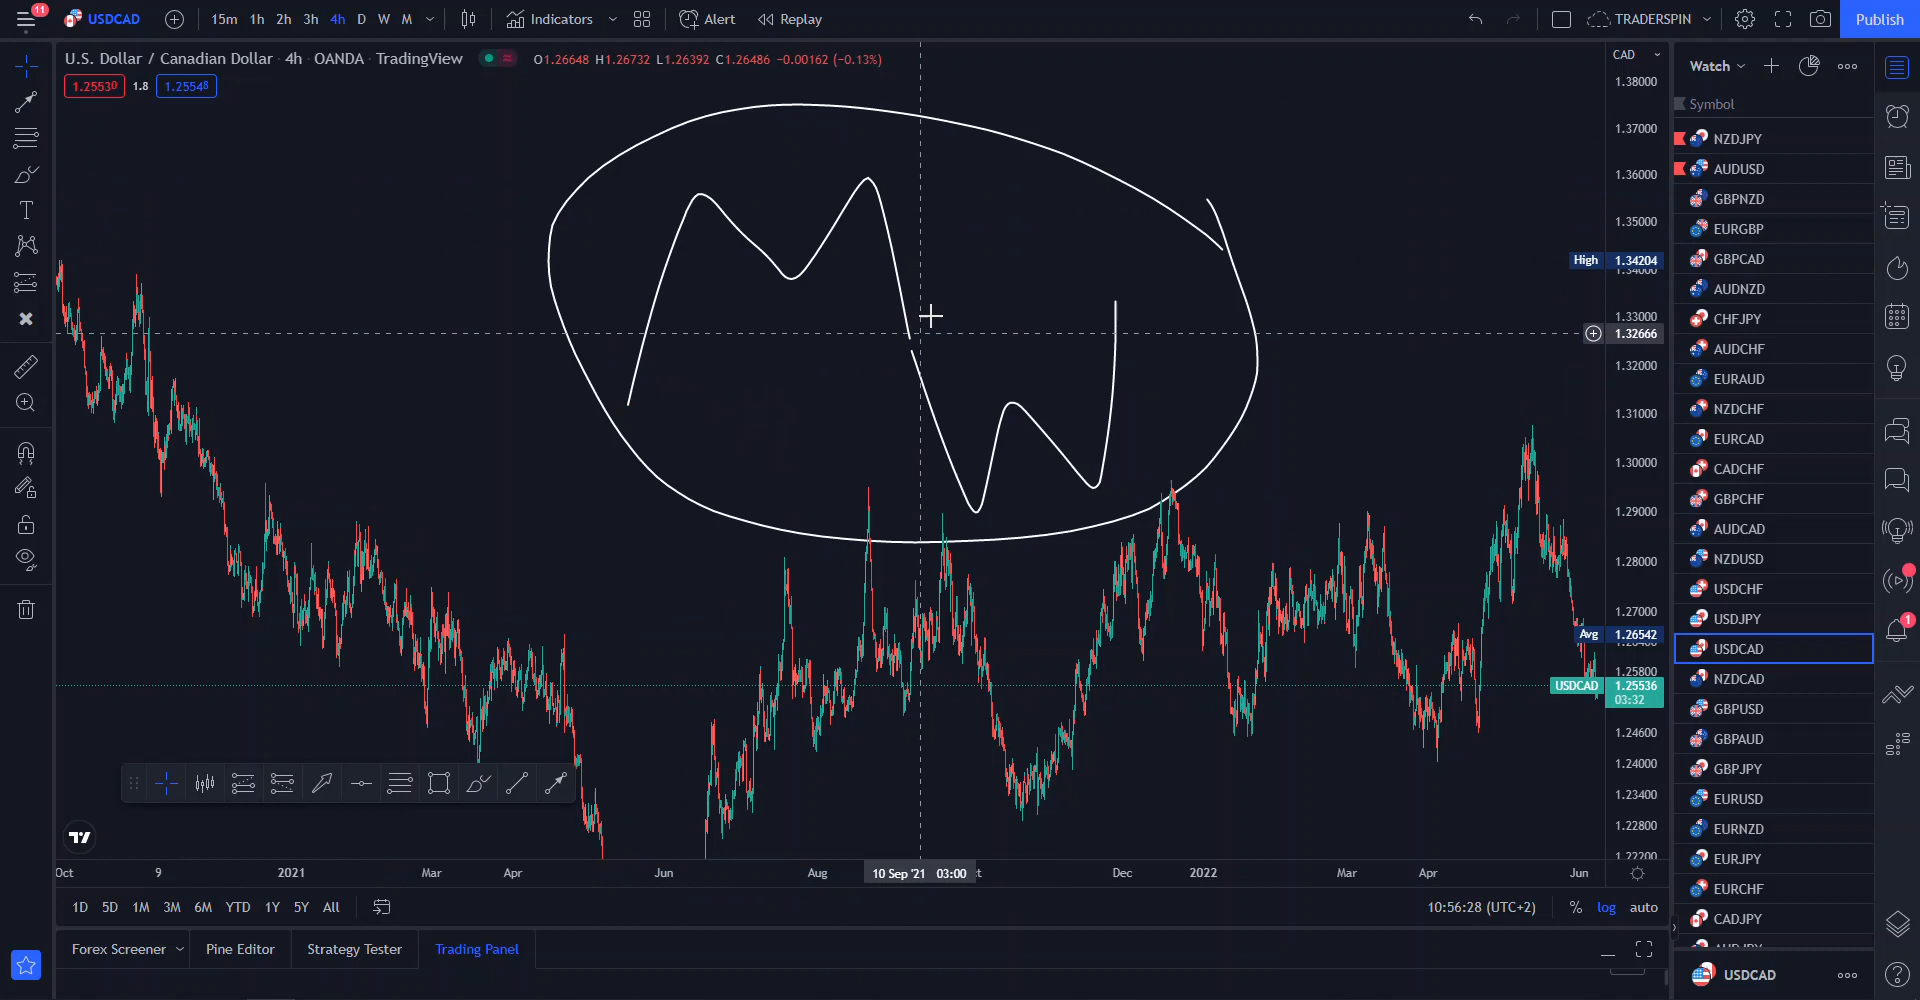 11
USDCAD
15m 1h 2h 3h 4h D W M
Indicators
Alert
Replay
TRADERSPIN
Publish
U.S. Dollar / Canadian Dollar · 4h · OANDA · TradingView
O1.26648 H1.26732 L1.26392 C1.26486 −0.00162 (−0.13%)
1.25530 1.8 1.25548
CAD
1.38000
1.37000
1.36000
1.35000
High 1.34204
1.34000
1.33000
1.32666
1.32000
1.31000
1.30000
1.29000
1.28000
1.27000
Avg 1.26542
1.25800
USDCAD 1.25536
03:32
1.24600
1.24000
1.23400
1.22800
1.22200
Oct 9 2021 Mar Apr Jun Aug 10 Sep '21 03:00 Dec 2022 Mar Apr Jun
1D 5D 1M 3M 6M YTD 1Y 5Y All
10:56:28 (UTC+2) % log auto
Forex Screener Pine Editor Strategy Tester Trading Panel
Watch
Symbol
NZDJPY
AUDUSD
GBPNZD
EURGBP
GBPCAD
AUDNZD
CHFJPY
AUDCHF
EURAUD
NZDCHF
EURCAD
CADCHF
GBPCHF
AUDCAD
NZDUSD
USDCHF
USDJPY
USDCAD
NZDCAD
GBPUSD
GBPAUD
GBPJPY
EURUSD
EURNZD
EURJPY
EURCHF
CADJPY
USDCAD
1